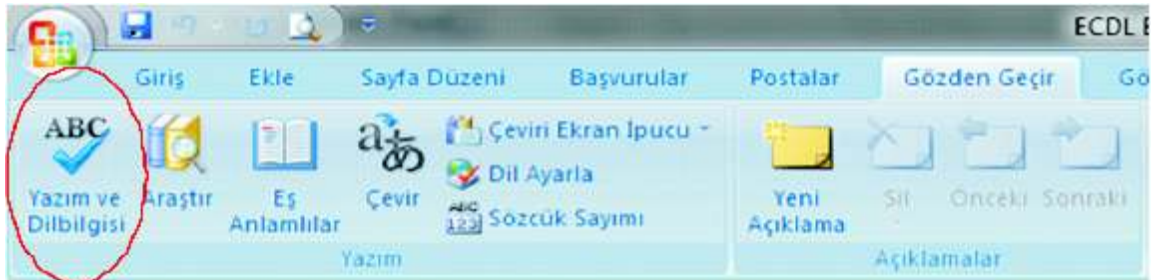 ECDL E
Giriş Ekle Sayfa Düzeni Başvurular Postalar Gözden Geçir Gö
ABC
Yazım ve
Dilbilgisi
Araştır
Eş
Anlamlılar
Çevir
Çeviri Ekran İpucu
Dil Ayarla
Sözcük Sayımı
Yazım
Yeni
Açıklama
Sil
Önceki
Sonraki
Açıklamalar